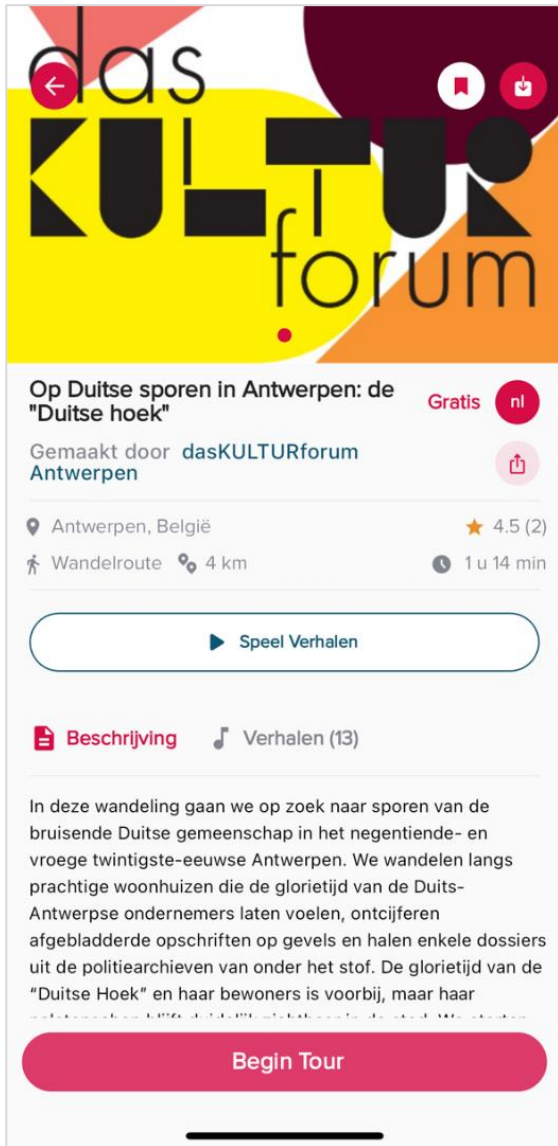 das
KULTUR
forum
Op Duitse sporen in Antwerpen: de
"Duitse hoek"
Gratis
nl
Gemaakt door dasKULTURforum
Antwerpen
Antwerpen, België
4.5 (2)
Wandelroute 4 km
1 u 14 min
Speel Verhalen
Beschrijving
Verhalen (13)
In deze wandeling gaan we op zoek naar sporen van de
bruisende Duitse gemeenschap in het negentiende- en
vroege twintigste-eeuwse Antwerpen. We wandelen langs
prachtige woonhuizen die de glorietijd van de Duits-
Antwerpse ondernemers laten voelen, ontcijferen
afgebladderde opschriften op gevels en halen enkele dossiers
uit de politiearchieven van onder het stof. De glorietijd van de
“Duitse Hoek” en haar bewoners is voorbij, maar haar
Begin Tour